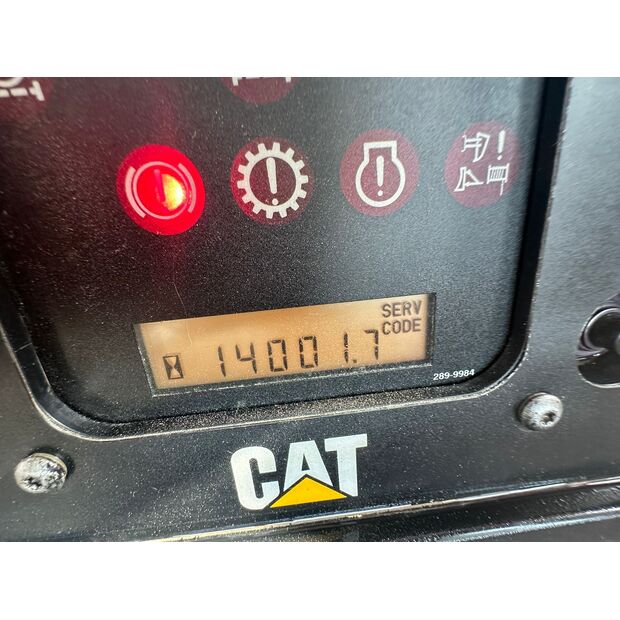 SERV
CODE
14001.7
289-9984
CAT